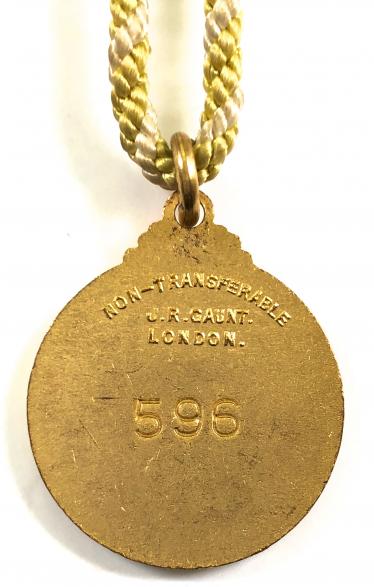 NON-TRANSFERABLE
J.R.GAUNT.
LONDON.
596